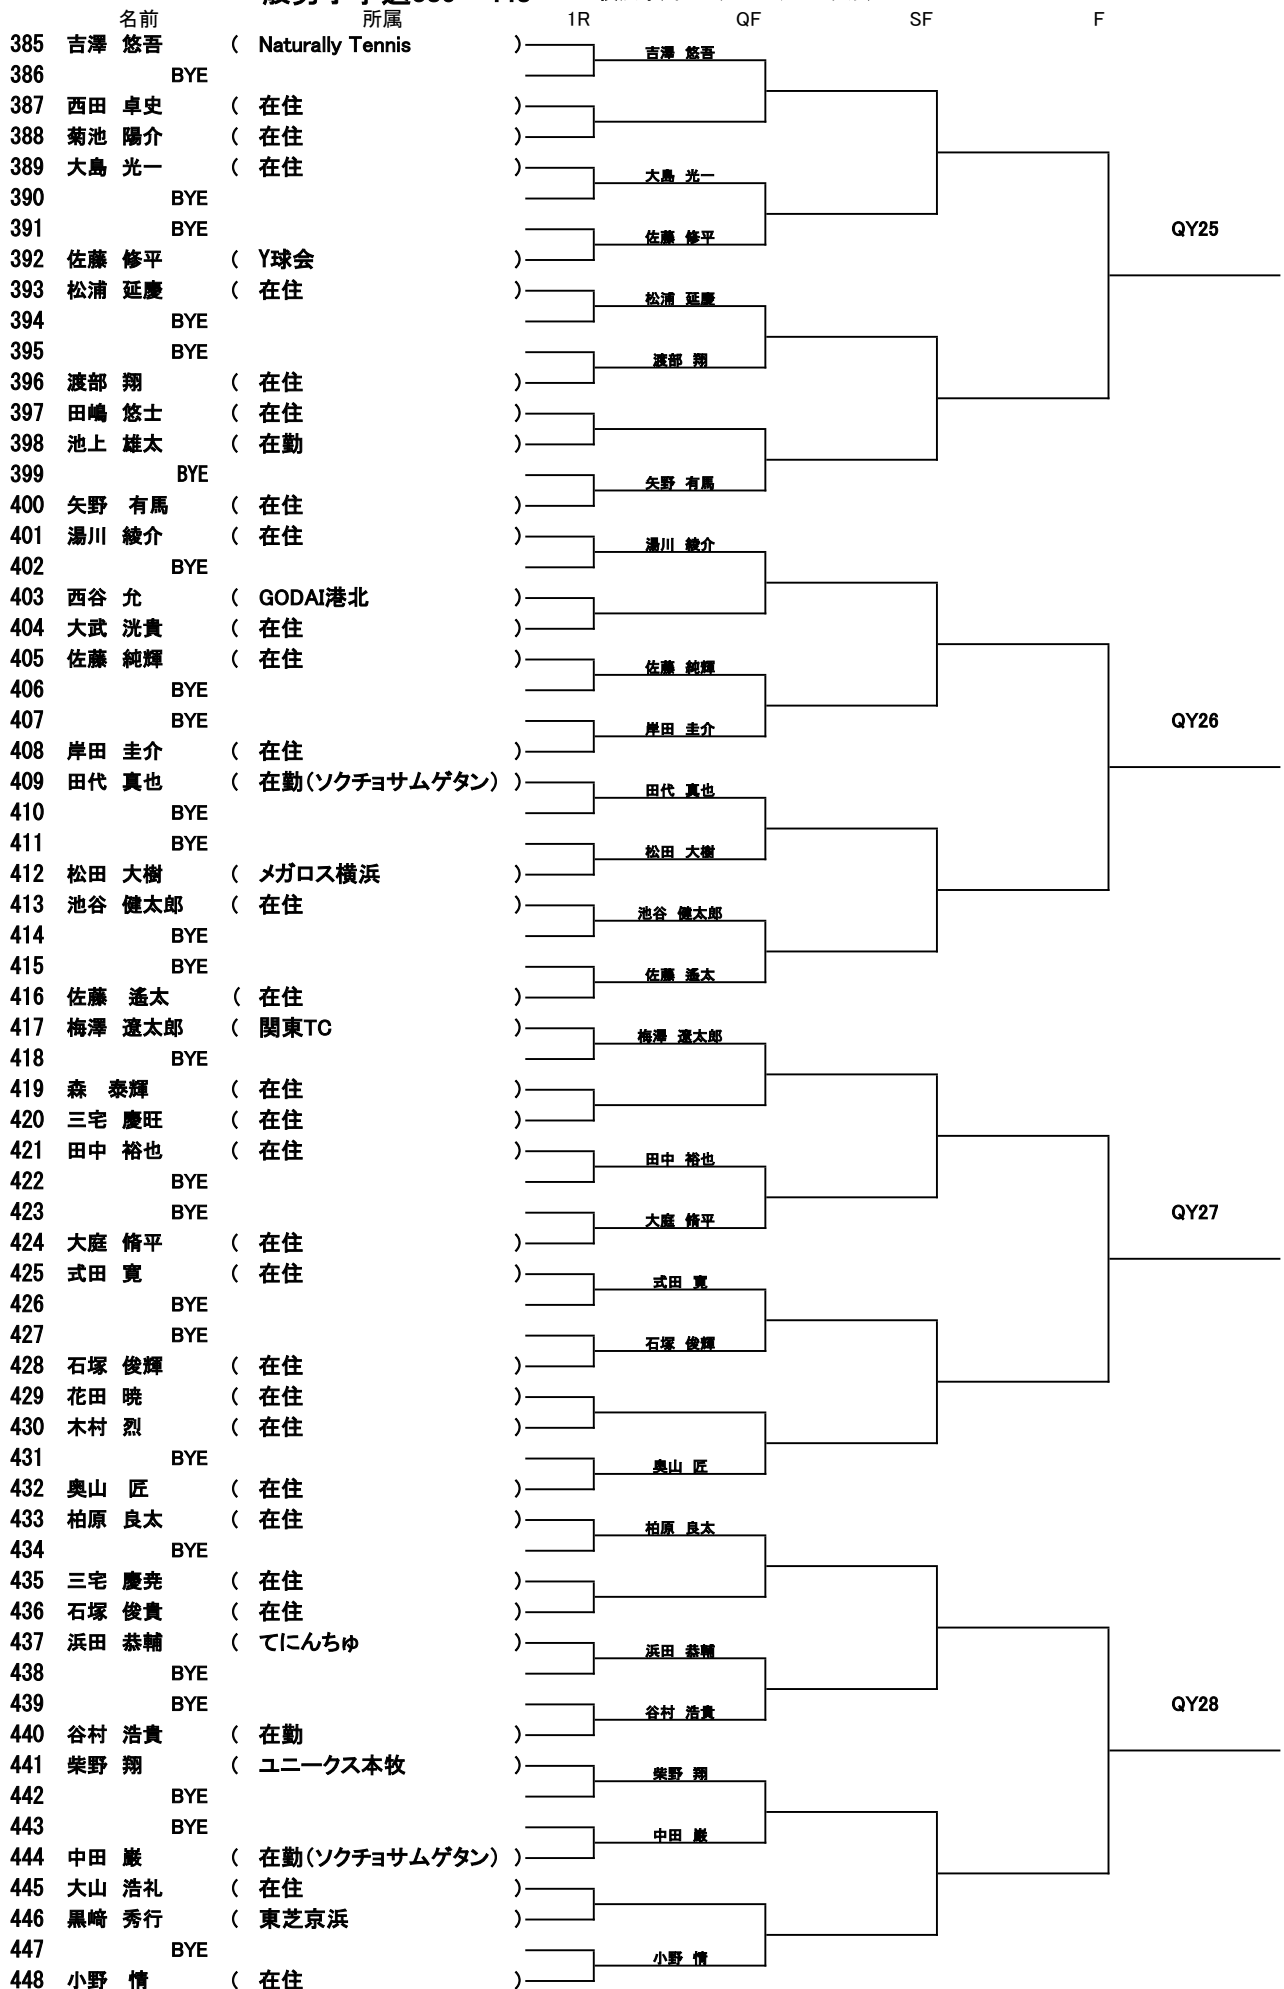 名前 所属 1R QF SF F
385 吉澤 悠吾 ( Naturally Tennis )
吉澤 悠吾
386 BYE
387 西田 卓史 ( 在住 )
388 菊池 陽介 ( 在住 )
389 大島 光一 ( 在住 )
大島 光一
390 BYE
391 BYE QY25
佐藤 修平
392 佐藤 修平 ( Y球会 )
393 松浦 延慶 ( 在住 )
松浦 延慶
394 BYE
395 BYE
渡部 翔
396 渡部 翔 ( 在住 )
397 田嶋 悠士 ( 在住 )
398 池上 雄太 ( 在勤 )
399 BYE
矢野 有馬
400 矢野 有馬 ( 在住 )
401 湯川 綾介 ( 在住 )
湯川 綾介
402 BYE
403 西谷 允 ( GODAI港北 )
404 大武 洸貴 ( 在住 )
405 佐藤 純輝 ( 在住 )
佐藤 純輝
406 BYE
407 BYE QY26
岸田 圭介
408 岸田 圭介 ( 在住 )
409 田代 真也 ( 在勤(ソクチョサムゲタン) )
田代 真也
410 BYE
411 BYE
松田 大樹
412 松田 大樹 ( メガロス横浜 )
413 池谷 健太郎 ( 在住 )
池谷 健太郎
414 BYE
415 BYE
佐藤 遙太
416 佐藤 遙太 ( 在住 )
417 梅澤 遼太郎 ( 関東TC )
梅澤 遼太郎
418 BYE
419 森 泰輝 ( 在住 )
420 三宅 慶旺 ( 在住 )
421 田中 裕也 ( 在住 )
田中 裕也
422 BYE
423 BYE QY27
大庭 脩平
424 大庭 脩平 ( 在住 )
425 式田 寛 ( 在住 )
式田 寛
426 BYE
427 BYE
石塚 俊輝
428 石塚 俊輝 ( 在住 )
429 花田 暁 ( 在住 )
430 木村 烈 ( 在住 )
431 BYE
奥山 匠
432 奥山 匠 ( 在住 )
433 柏原 良太 ( 在住 )
柏原 良太
434 BYE
435 三宅 慶尭 ( 在住 )
436 石塚 俊貴 ( 在住 )
437 浜田 恭輔 ( てにんちゅ )
浜田 恭輔
438 BYE
439 BYE QY28
谷村 浩貴
440 谷村 浩貴 ( 在勤 )
441 柴野 翔 ( ユニークス本牧 )
柴野 翔
442 BYE
443 BYE
中田 巌
444 中田 巌 ( 在勤(ソクチョサムゲタン) )
445 大山 浩礼 ( 在住 )
446 黒﨑 秀行 ( 東芝京浜 )
447 BYE
小野 情
448 小野 情 ( 在住 )